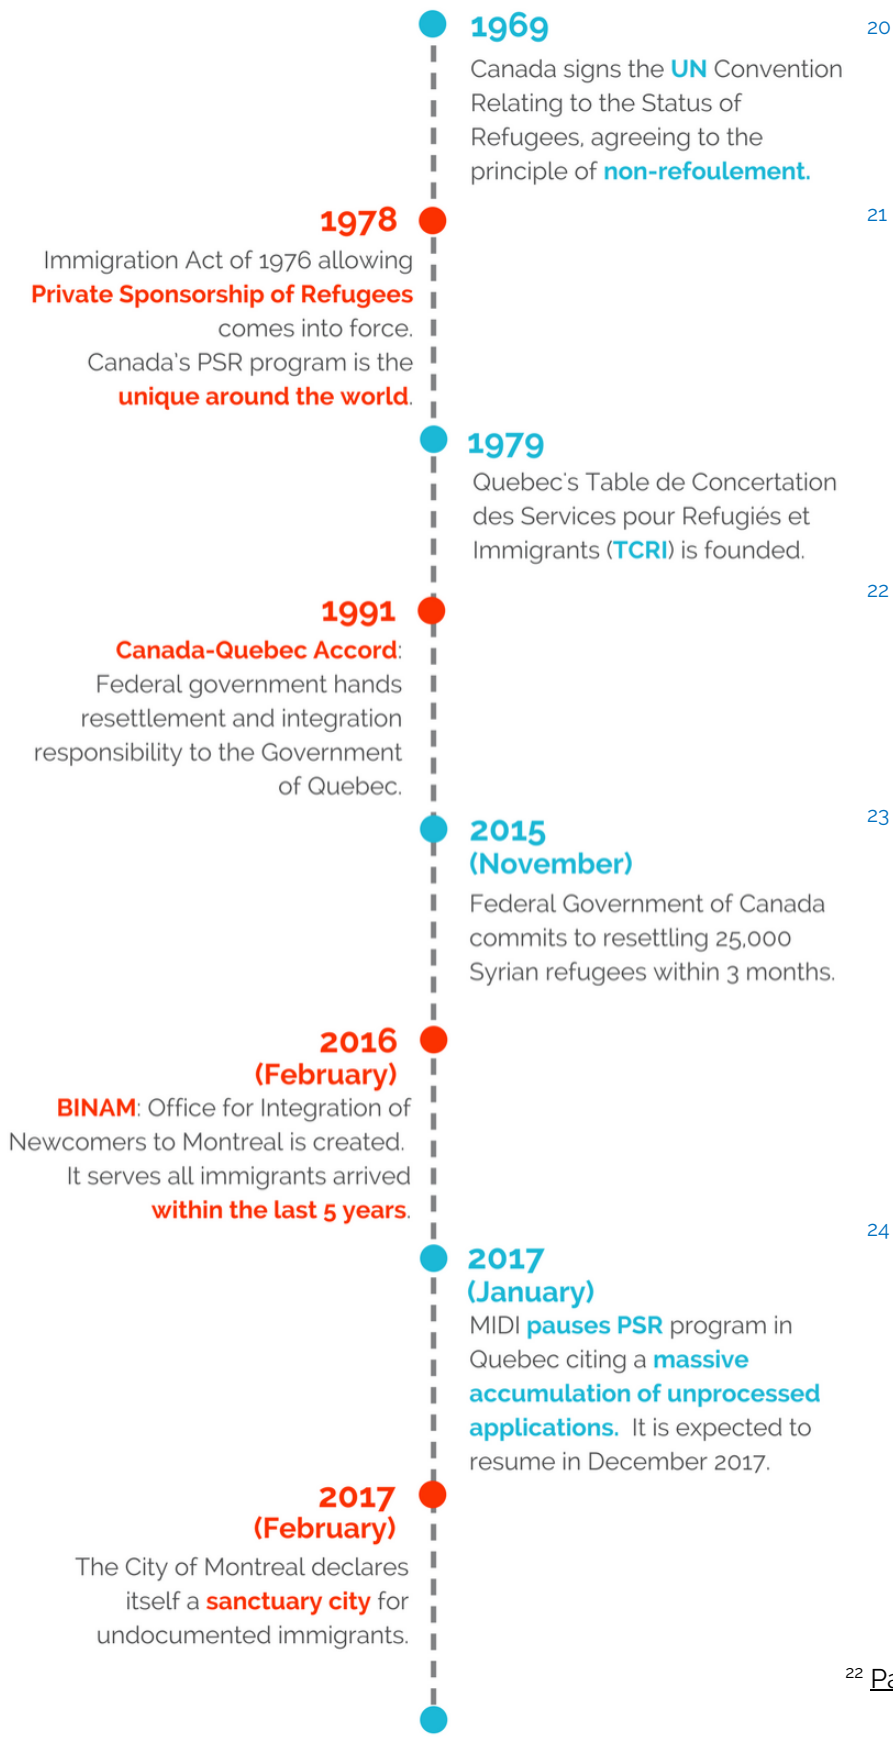 1969
20
Canada signs the UN Convention
Relating to the Status of
Refugees, agreeing to the
principle of non-refoulement.
1978
21
Immigration Act of 1976 allowing
Private Sponsorship of Refugees
comes into force.
Canada's PSR program is the
unique around the world.
1979
Quebec's Table de Concertation
des Services pour Refugiés et
Immigrants (TCRI) is founded.
22
1991
Canada-Quebec Accord:
Federal government hands
resettlement and integration
responsibility to the Government
of Quebec.
23
2015
(November)
Federal Government of Canada
commits to resettling 25,000
Syrian refugees within 3 months.
2016
(February)
BINAM: Office for Integration of
Newcomers to Montreal is created.
It serves all immigrants arrived
within the last 5 years.
24
2017
(January)
MIDI pauses PSR program in
Quebec citing a massive
accumulation of unprocessed
applications. It is expected to
resume in December 2017.
2017
(February)
The City of Montreal declares
itself a sanctuary city for
undocumented immigrants.
22